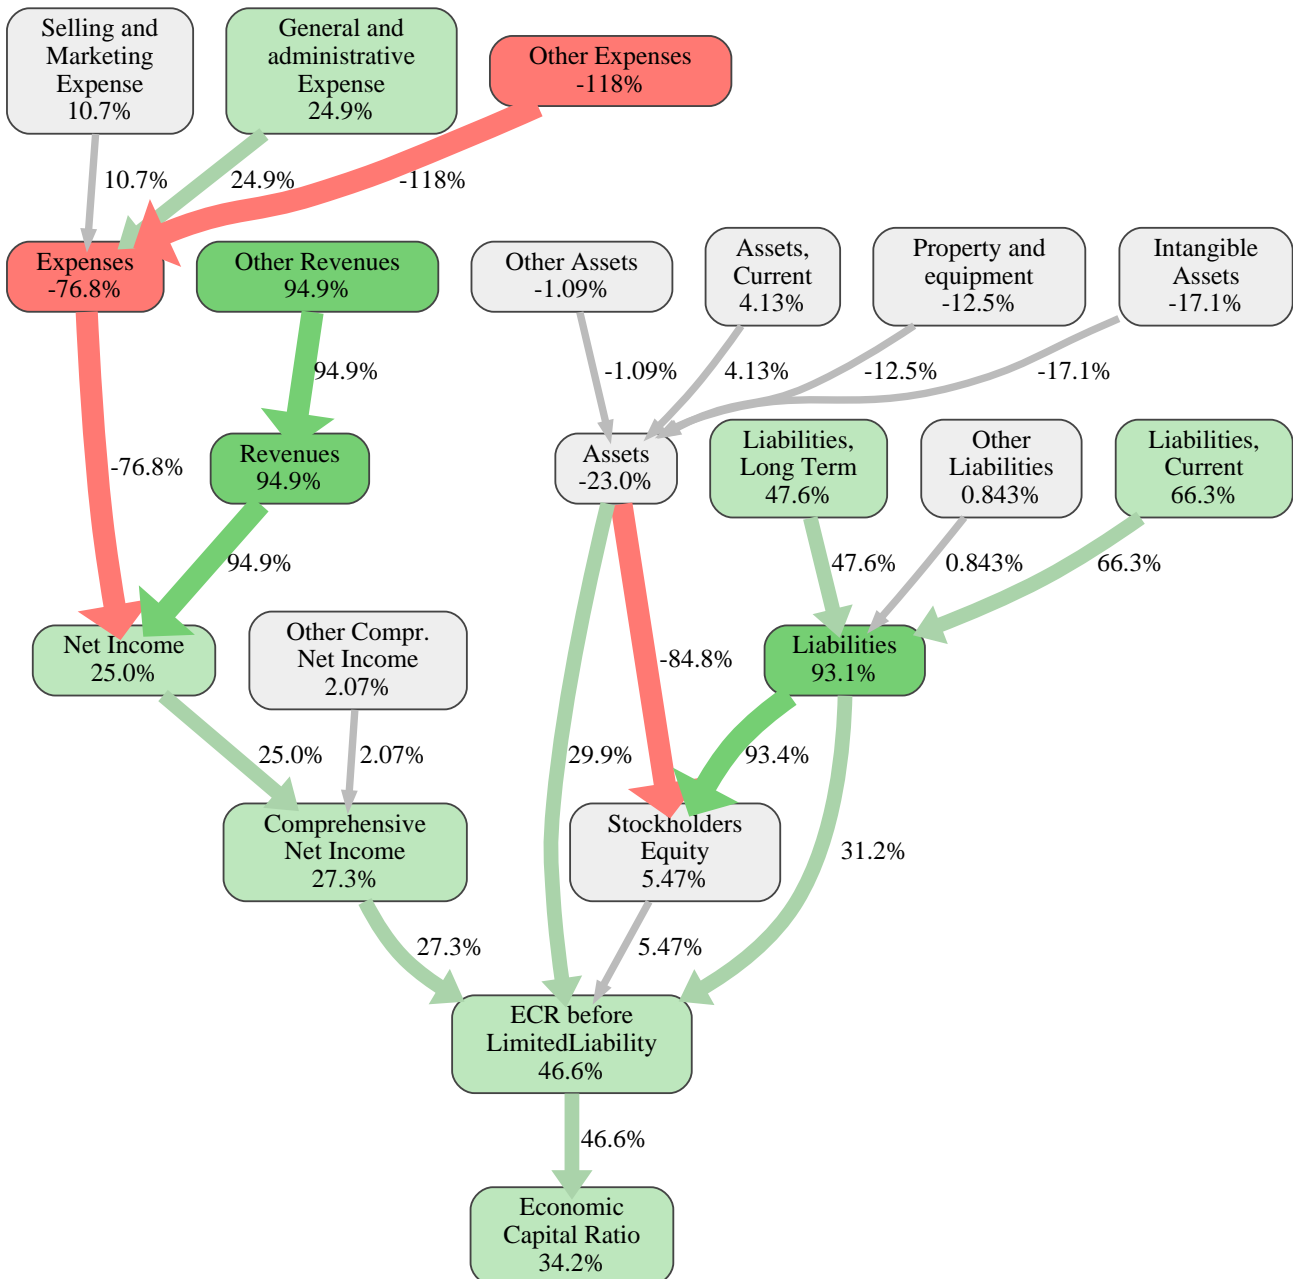 Selling and
Marketing
Expense
10.7%
General and
administrative
Expense
24.9%
Other Expenses
-118%
10.7%
24.9%
-118%
Expenses
-76.8%
Other Revenues
94.9%
Other Assets
-1.09%
Assets,
Current
4.13%
Property and
equipment
-12.5%
Intangible
Assets
-17.1%
94.9%
-1.09%
4.13%
-12.5%
-17.1%
-76.8%
Revenues
94.9%
Assets
-23.0%
Liabilities,
Long Term
47.6%
Other
Liabilities
0.843%
Liabilities,
Current
66.3%
94.9%
47.6%
0.843%
66.3%
Net Income
25.0%
Other Compr.
Net Income
2.07%
-84.8%
Liabilities
93.1%
25.0%
2.07%
29.9%
93.4%
Comprehensive
Net Income
27.3%
Stockholders
Equity
5.47%
31.2%
27.3%
5.47%
ECR before
LimitedLiability
46.6%
46.6%
Economic
Capital Ratio
34.2%